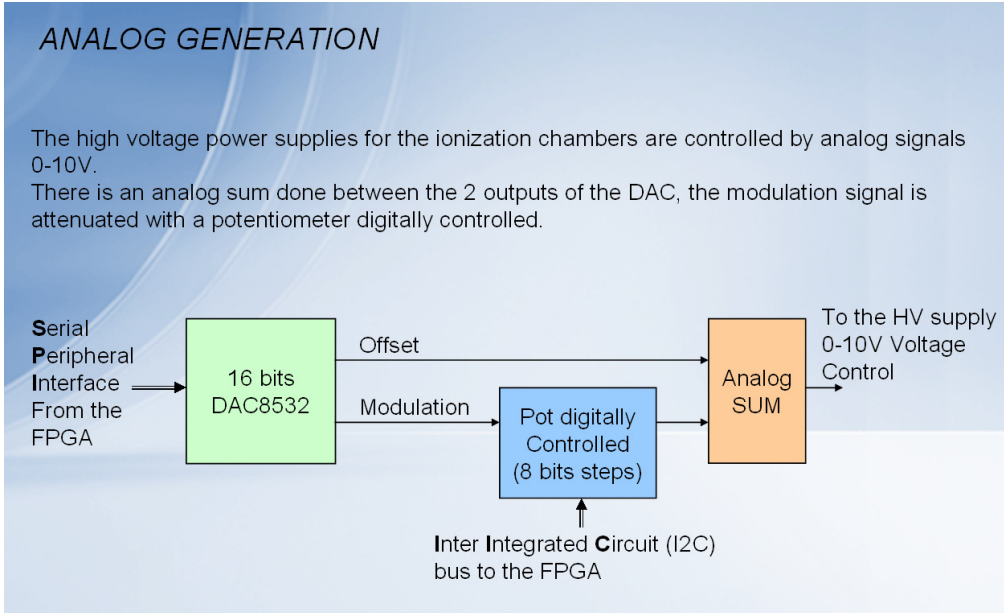 ANALOG GENERATION
The high voltage power supplies for the ionization chambers are controlled by analog signals
0-10V.
There is an analog sum done between the 2 outputs of the DAC, the modulation signal is
attenuated with a potentiometer digitally controlled.
Serial
Peripheral
Interface
From the
FPGA
16 bits
DAC8532
Offset
Modulation
Pot digitally
Controlled
(8 bits steps)
Analog
SUM
To the HV supply
0-10V Voltage
Control
Inter Integrated Circuit (I2C)
bus to the FPGA